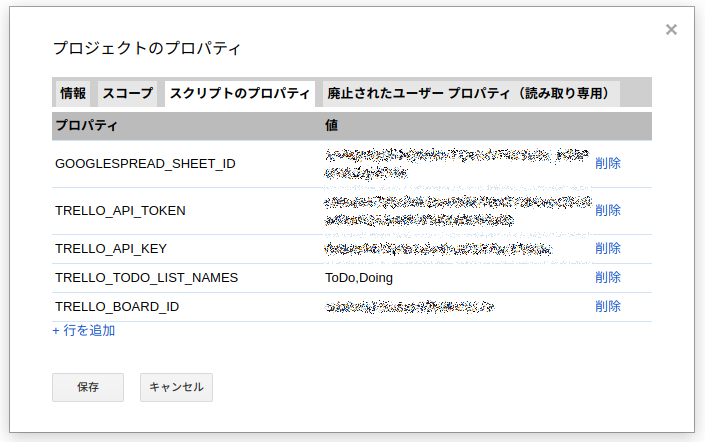 プロジェクトのプロパティ
×
情報 スコープ スクリプトのプロパティ 廃止されたユーザー プロパティ（読み取り専用）
プロパティ 値
GOOGLESPREAD_SHEET_ID 削除
TRELLO_API_TOKEN 削除
TRELLO_API_KEY 削除
TRELLO_TODO_LIST_NAMES ToDo,Doing 削除
TRELLO_BOARD_ID 削除
+ 行を追加
保存 キャンセル